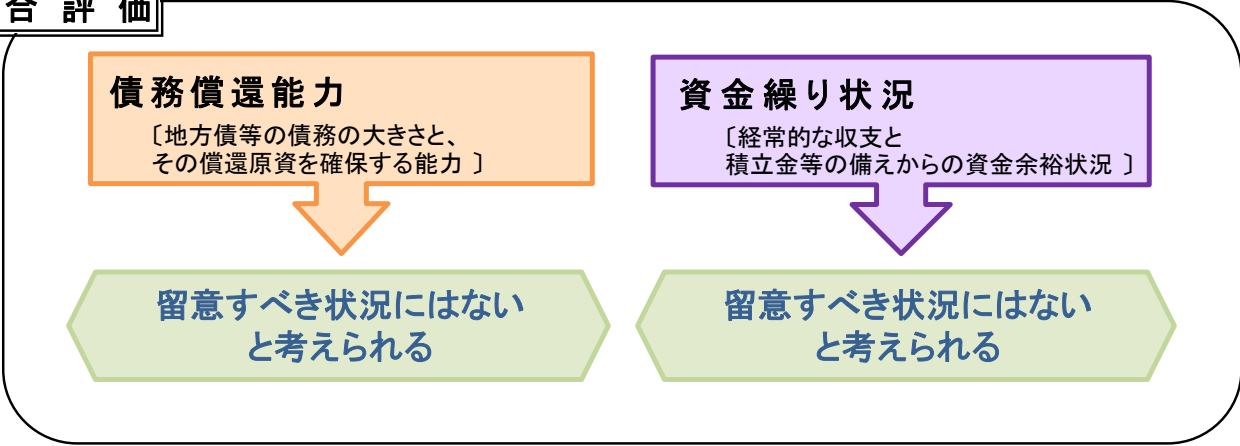 合 評 価
債務償還能力
〔地方債等の債務の大きさと、
その償還原資を確保する能力 〕
資金繰り状況
〔経常的な収支と
積立金等の備えからの資金余裕状況 〕
留意すべき状況にはない
と考えられる
留意すべき状況にはない
と考えられる